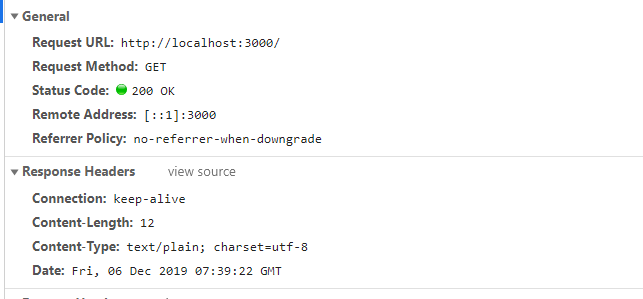 General
Request URL: http://localhost:3000/
Request Method: GET
Status Code: 200 OK
Remote Address: [::1]:3000
Referrer Policy: no-referrer-when-downgrade
Response Headers view source
Connection: keep-alive
Content-Length: 12
Content-Type: text/plain; charset=utf-8
Date: Fri, 06 Dec 2019 07:39:22 GMT